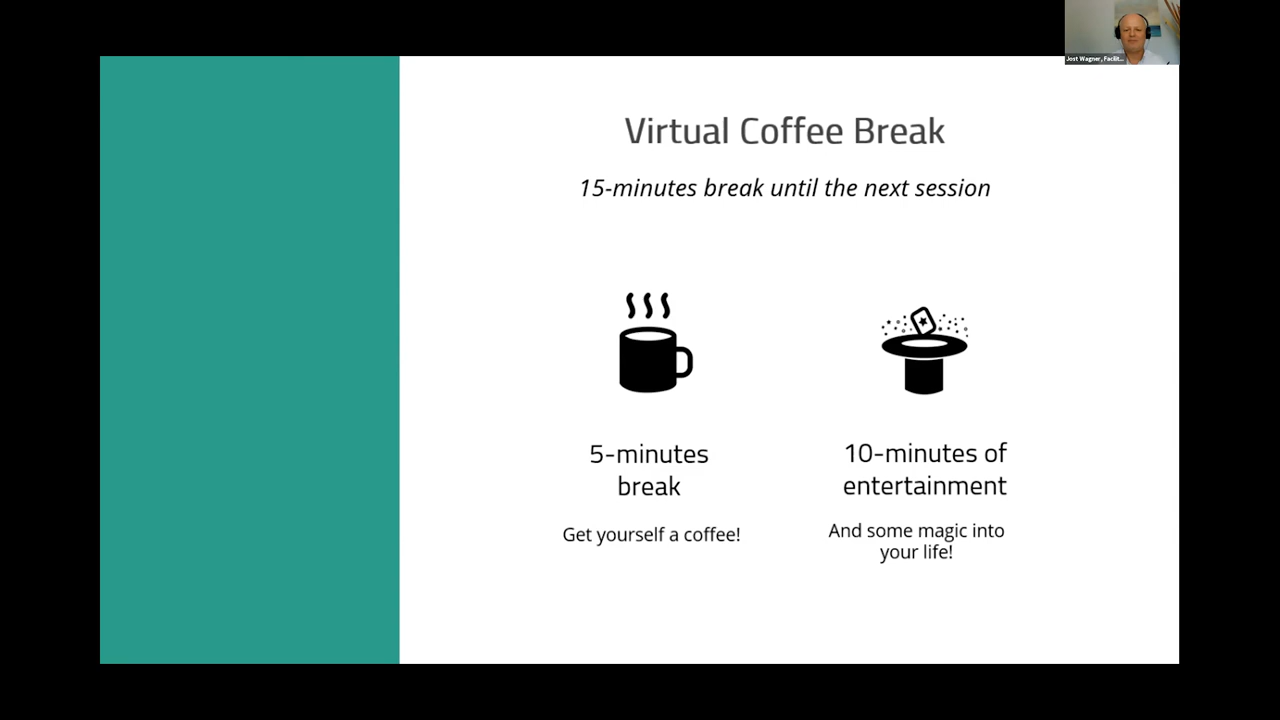 Jost Wagner, Facilit...
Virtual Coffee Break
15-minutes break until the next session
5-minutes
break
Get yourself a coffee!
10-minutes of
entertainment
And some magic into
your life!